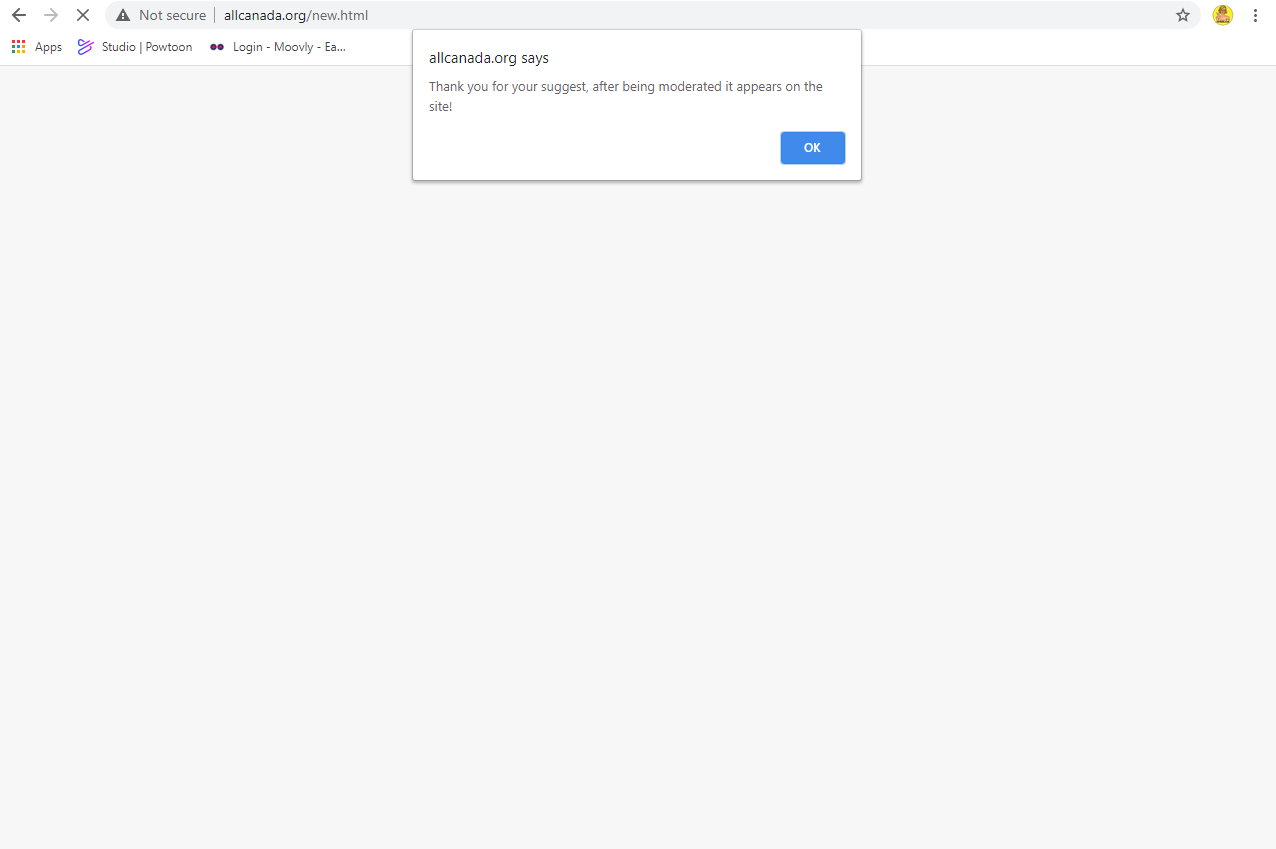 Not secure allcanada.org/new.html
Apps Studio | Powtoon Login - Moovly - Ea...
allcanada.org says
Thank you for your suggest, after being moderated it appears on the
site!
OK